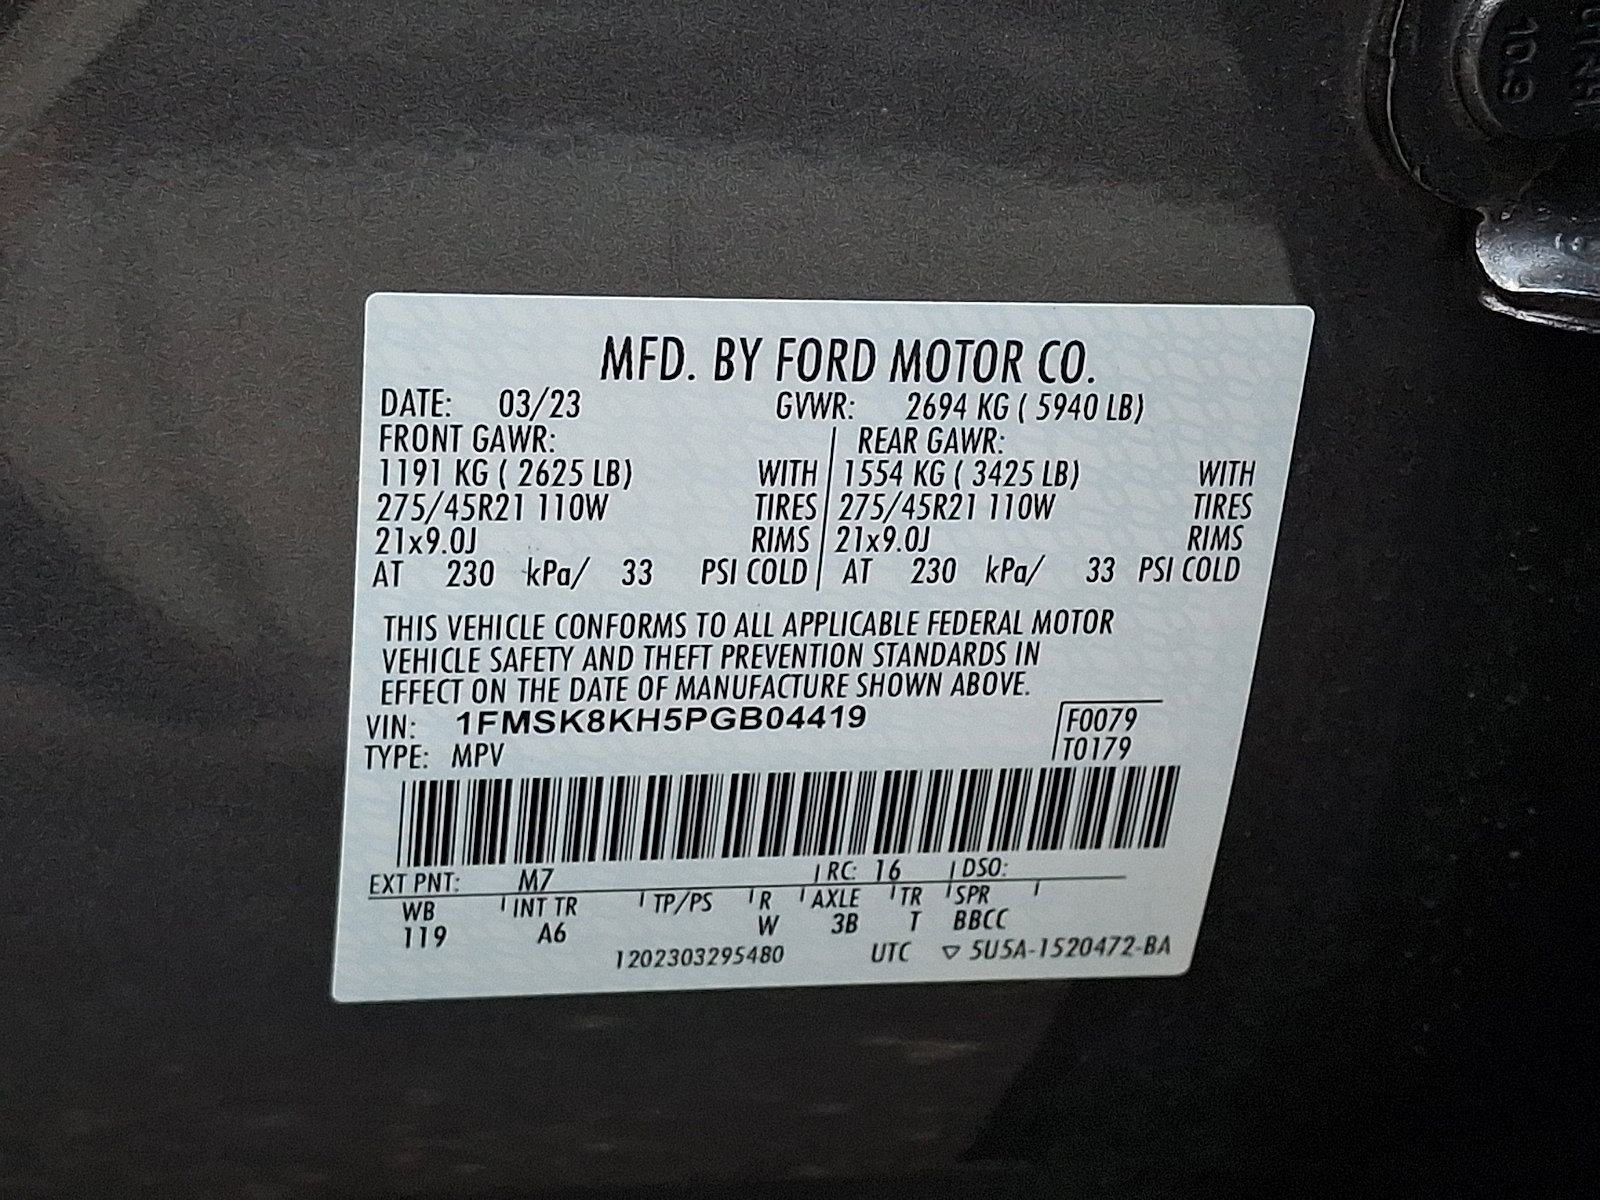 10.9
MFD. BY FORD MOTOR CO.
DATE: 03/23 GVWR: 2694 KG ( 5940 LB)
FRONT GAWR: REAR GAWR:
1191 KG ( 2625 LB) WITH 1554 KG ( 3425 LB) WITH
275/45R21 110W TIRES 275/45R21 110W TIRES
21x9.0J RIMS 21x9.0J RIMS
AT 230 kPa/ 33 PSI COLD AT 230 kPa/ 33 PSI COLD
THIS VEHICLE CONFORMS TO ALL APPLICABLE FEDERAL MOTOR
VEHICLE SAFETY AND THEFT PREVENTION STANDARDS IN
EFFECT ON THE DATE OF MANUFACTURE SHOWN ABOVE.
VIN: 1FMSK8KH5PGB04419 F0079
TYPE: MPV T0179
EXT PNT: M7 RC: 16 DSO:
WB INT TR TP/PS R AXLE TR SPR
119 A6 W 3B T BBCC
1202303295480 UTC ▽ 5U5A-1520472-BA